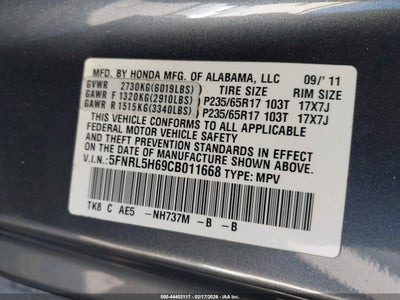 MFD. BY HONDA MFG. OF ALABAMA, LLC 09/'11
GVWR 2730KG(6019LBS) TIRE SIZE RIM SIZE
GAWR F 1320KG(2910LBS) P235/65R17 103T 17X7J
GAWR R 1515KG(3340LBS) P235/65R17 103T 17X7J
THIS VEHICLE CONFORMS TO ALL APPLICABLE
FEDERAL MOTOR VEHICLE SAFETY, BUMPER,
AND THEFT PREVENTION STANDARDS IN EFFECT
ON THE DATE OF MANUFACTURE SHOWN ABOVE.
V.I.N: 5FNRL5H69CB011668 TYPE: MPV
TK8 C AE5 -NH737M -B -B
000-44402117 - 02/17/2026 - IAAI.COM